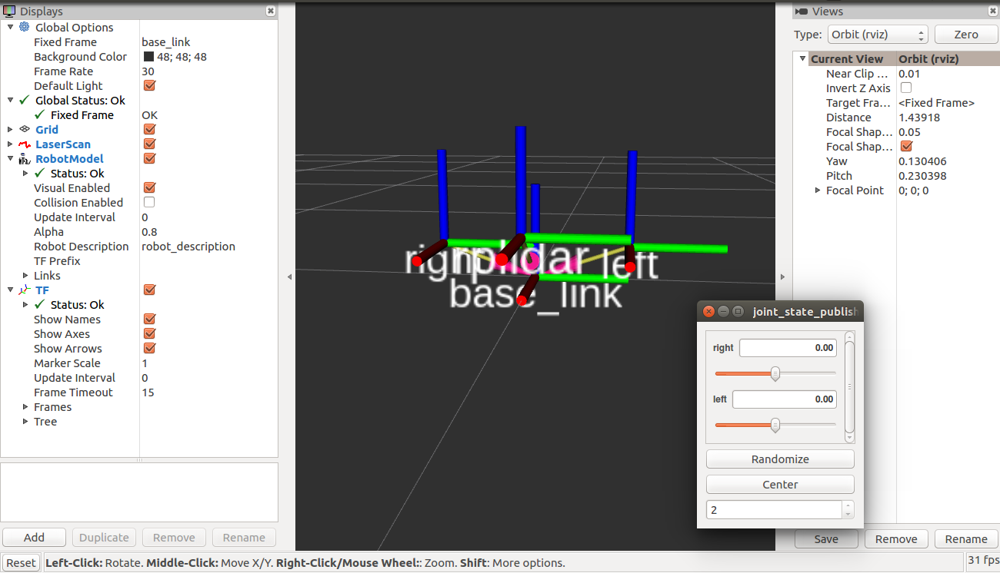 Displays
Global Options
Fixed Frame base_link
Background Color 48; 48; 48
Frame Rate 30
Default Light
Global Status: Ok
Fixed Frame OK
Grid
LaserScan
RobotModel
Status: Ok
Visual Enabled
Collision Enabled
Update Interval 0
Alpha 0.8
Robot Description robot_description
TF Prefix
Links
TF
Status: Ok
Show Names
Show Axes
Show Arrows
Marker Scale 1
Update Interval 0
Frame Timeout 15
Frames
Tree
Add Duplicate Remove Rename
left
base_link
Views
Type: Orbit (rviz) Zero
Current View Orbit (rviz)
Near Clip ... 0.01
Invert Z Axis
Target Fra... <Fixed Frame>
Distance 1.43918
Focal Shap... 0.05
Focal Shap...
Yaw 0.130406
Pitch 0.230398
Focal Point 0; 0; 0
joint_state_publish
right 0.00
left 0.00
Randomize
Center
2
Save Remove Rename
Reset Left-Click: Rotate. Middle-Click: Move X/Y. Right-Click/Mouse Wheel:: Zoom. Shift: More options. 31 fps